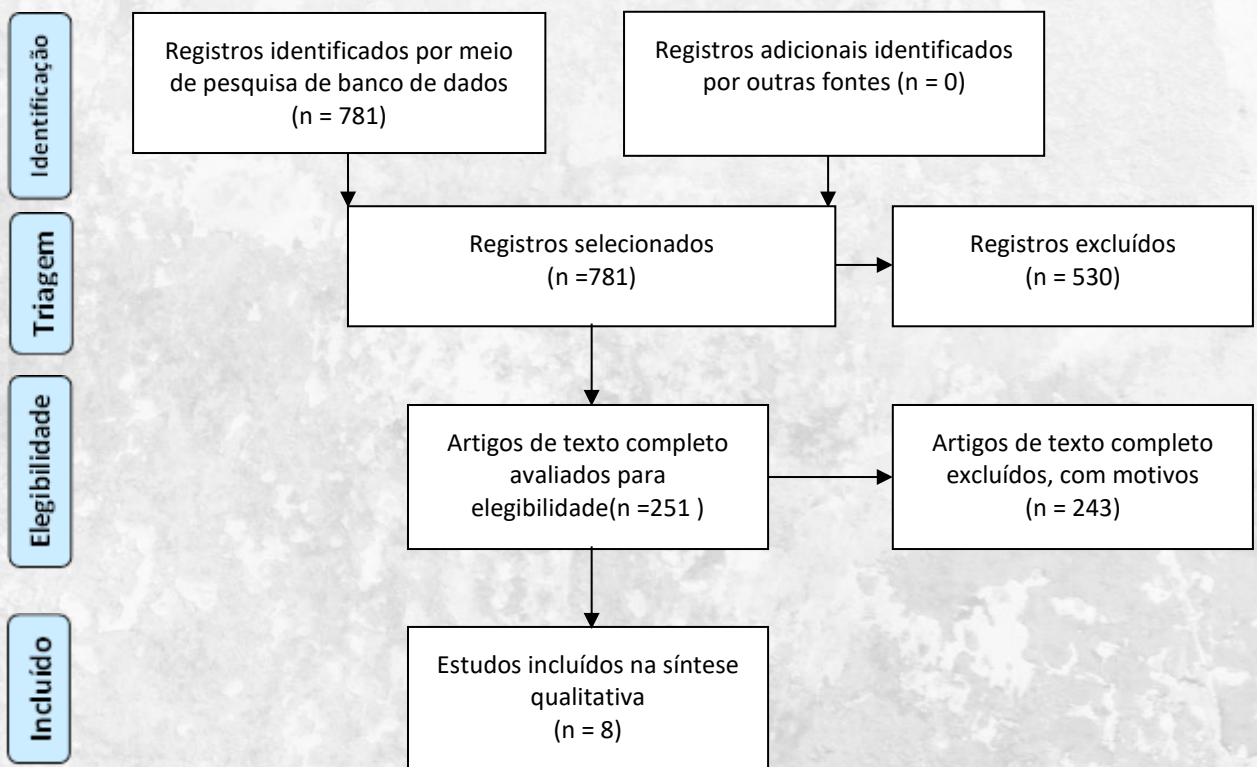 Identificação
Registros identificados por meio
de pesquisa de banco de dados
(n = 781)
Registros adicionais identificados
por outras fontes (n = 0)
Triagem
Registros selecionados
(n =781)
Registros excluídos
(n = 530)
Elegibilidade
Artigos de texto completo
avaliados para
elegibilidade(n =251 )
Artigos de texto completo
excluídos, com motivos
(n = 243)
Incluído
Estudos incluídos na síntese
qualitativa
(n = 8)